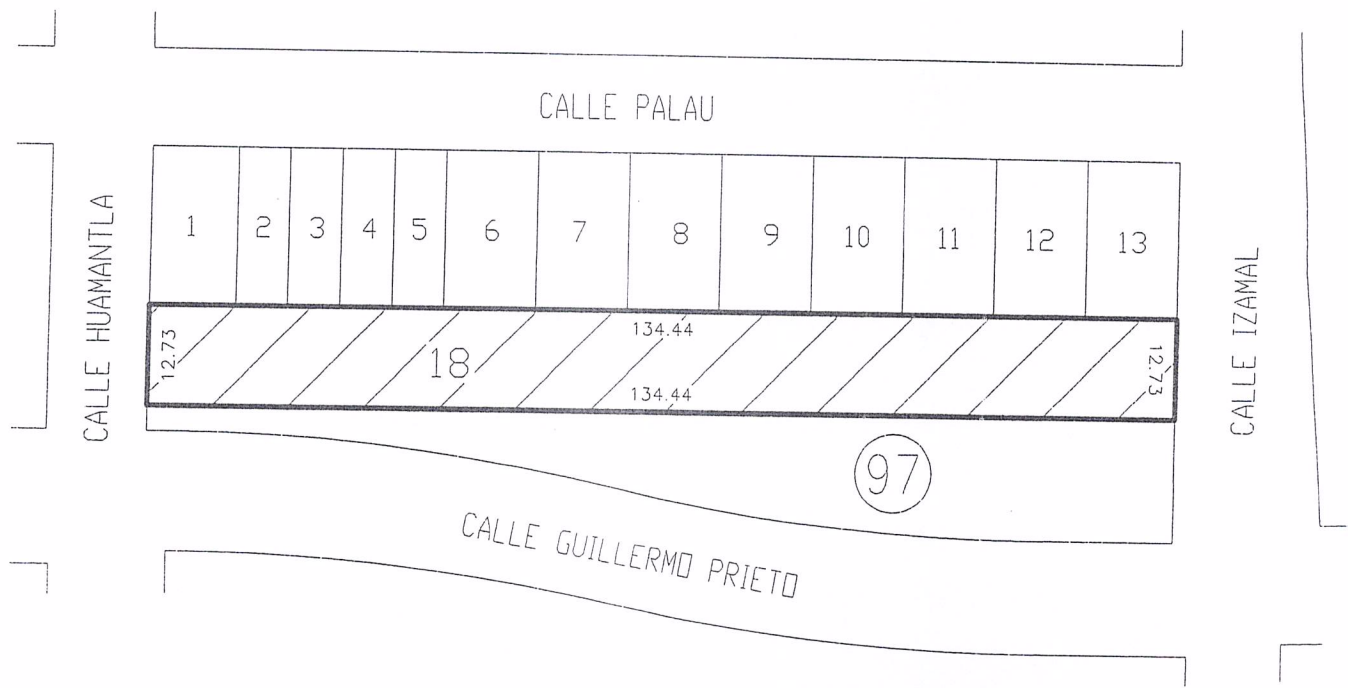 CALLE PALAU
CALLE HUAMANTLA
1 2 3 4 5 6 7 8 9 10 11 12 13
CALLE IZAMAL
134.44
12.73
18
12.73
134.44
97
CALLE GUILLERMO PRIETO